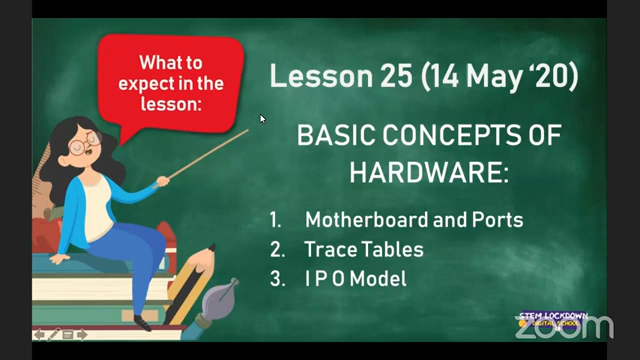 What to
expect in the
lesson:
Lesson 25 (14 May ‘20)
BASIC CONCEPTS OF
HARDWARE:
1. Motherboard and Ports
2. Trace Tables
3. I P O Model
STEM LOCKDOWN
DIGITAL SCHOOL
zoom